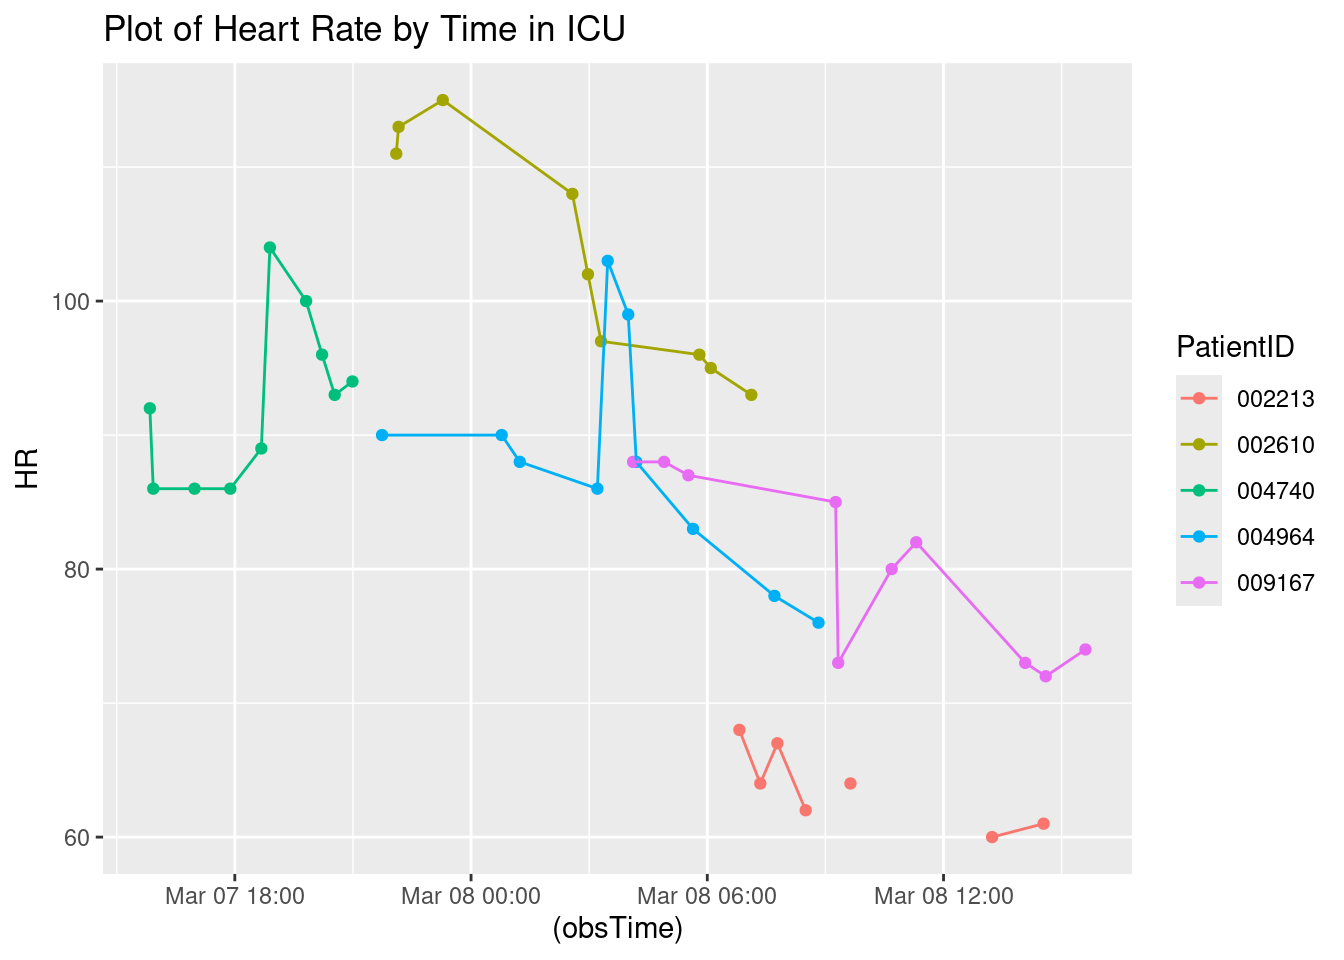 Plot of Heart Rate by Time in ICU
HR
100
80
60
Mar 07 18:00 Mar 08 00:00 Mar 08 06:00 Mar 08 12:00
(obsTime)
PatientID
002213
002610
004740
004964
009167